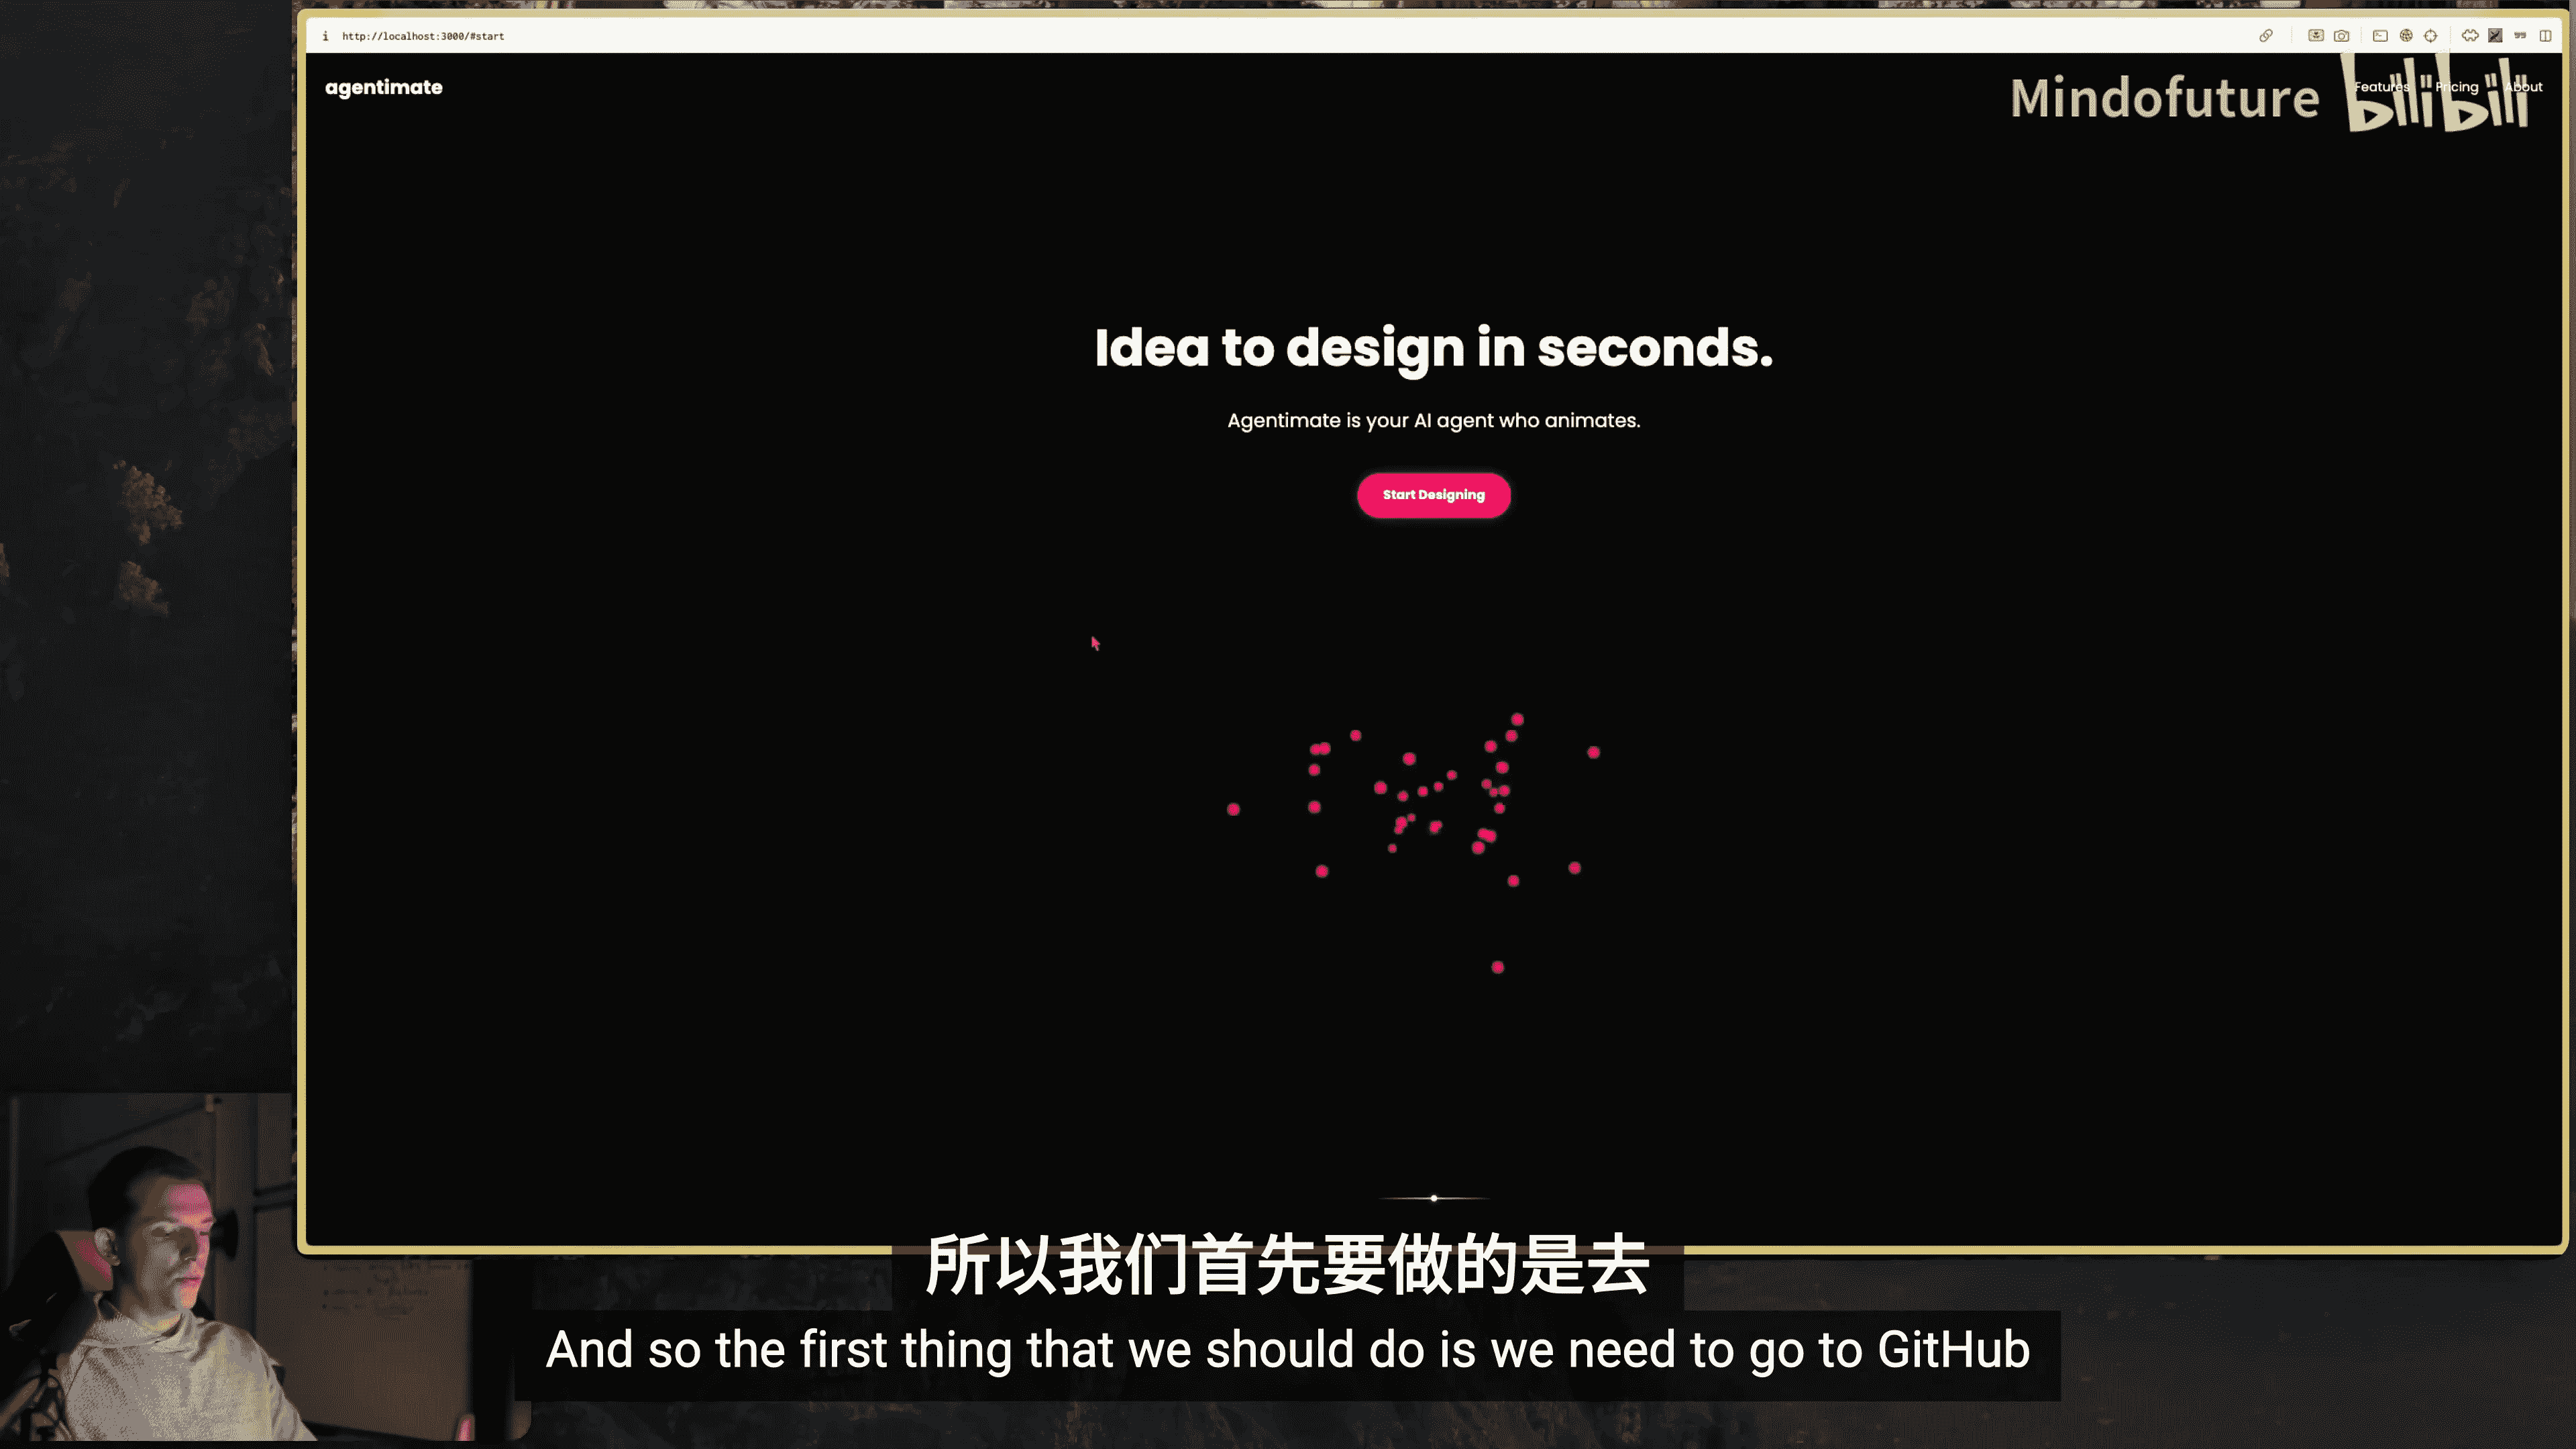 http://localhost:3000/#start
agentimate
Mindofuture
bilibili
Features
Pricing
About
Idea to design in seconds.
Agentimate is your AI agent who animates.
Start Designing
所以我们首先要做的是去
And so the first thing that we should do is we need to go to GitHub